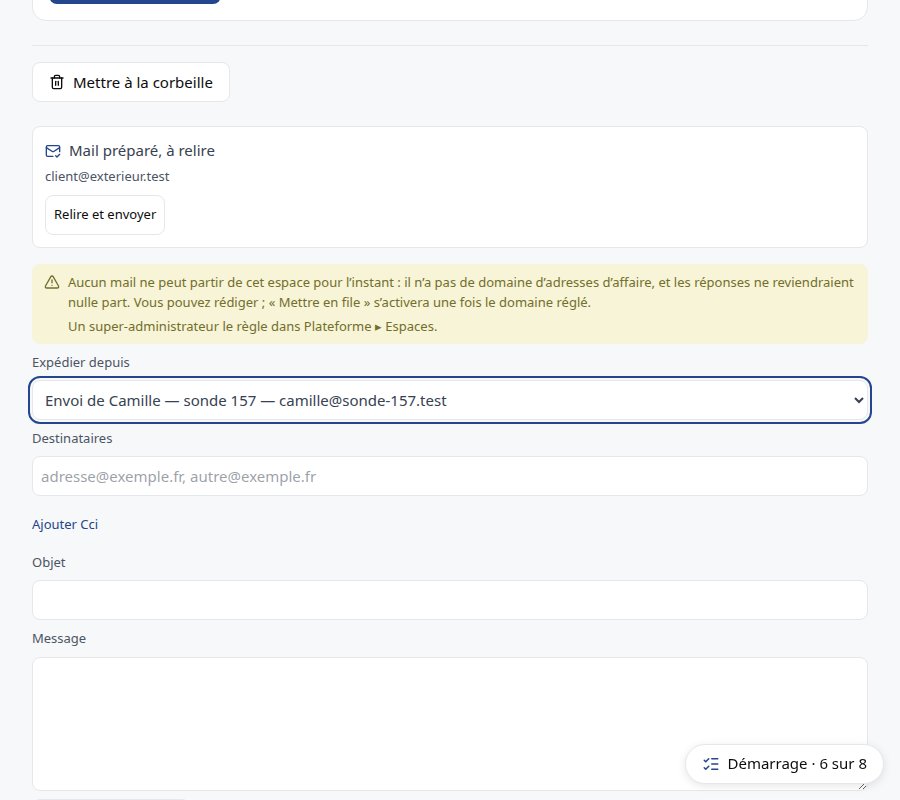 Mettre à la corbeille
Mail préparé, à relire
client@exterieur.test
Relire et envoyer
Aucun mail ne peut partir de cet espace pour l’instant : il n’a pas de domaine d’adresses d’affaire, et les réponses ne reviendraient
nulle part. Vous pouvez rédiger ; « Mettre en file » s’activera une fois le domaine réglé.
Un super-administrateur le règle dans Plateforme ▸ Espaces.
Expédier depuis
Envoi de Camille — sonde 157 — camille@sonde-157.test
Destinataires
adresse@exemple.fr, autre@exemple.fr
Ajouter Cci
Objet
Message
Démarrage · 6 sur 8